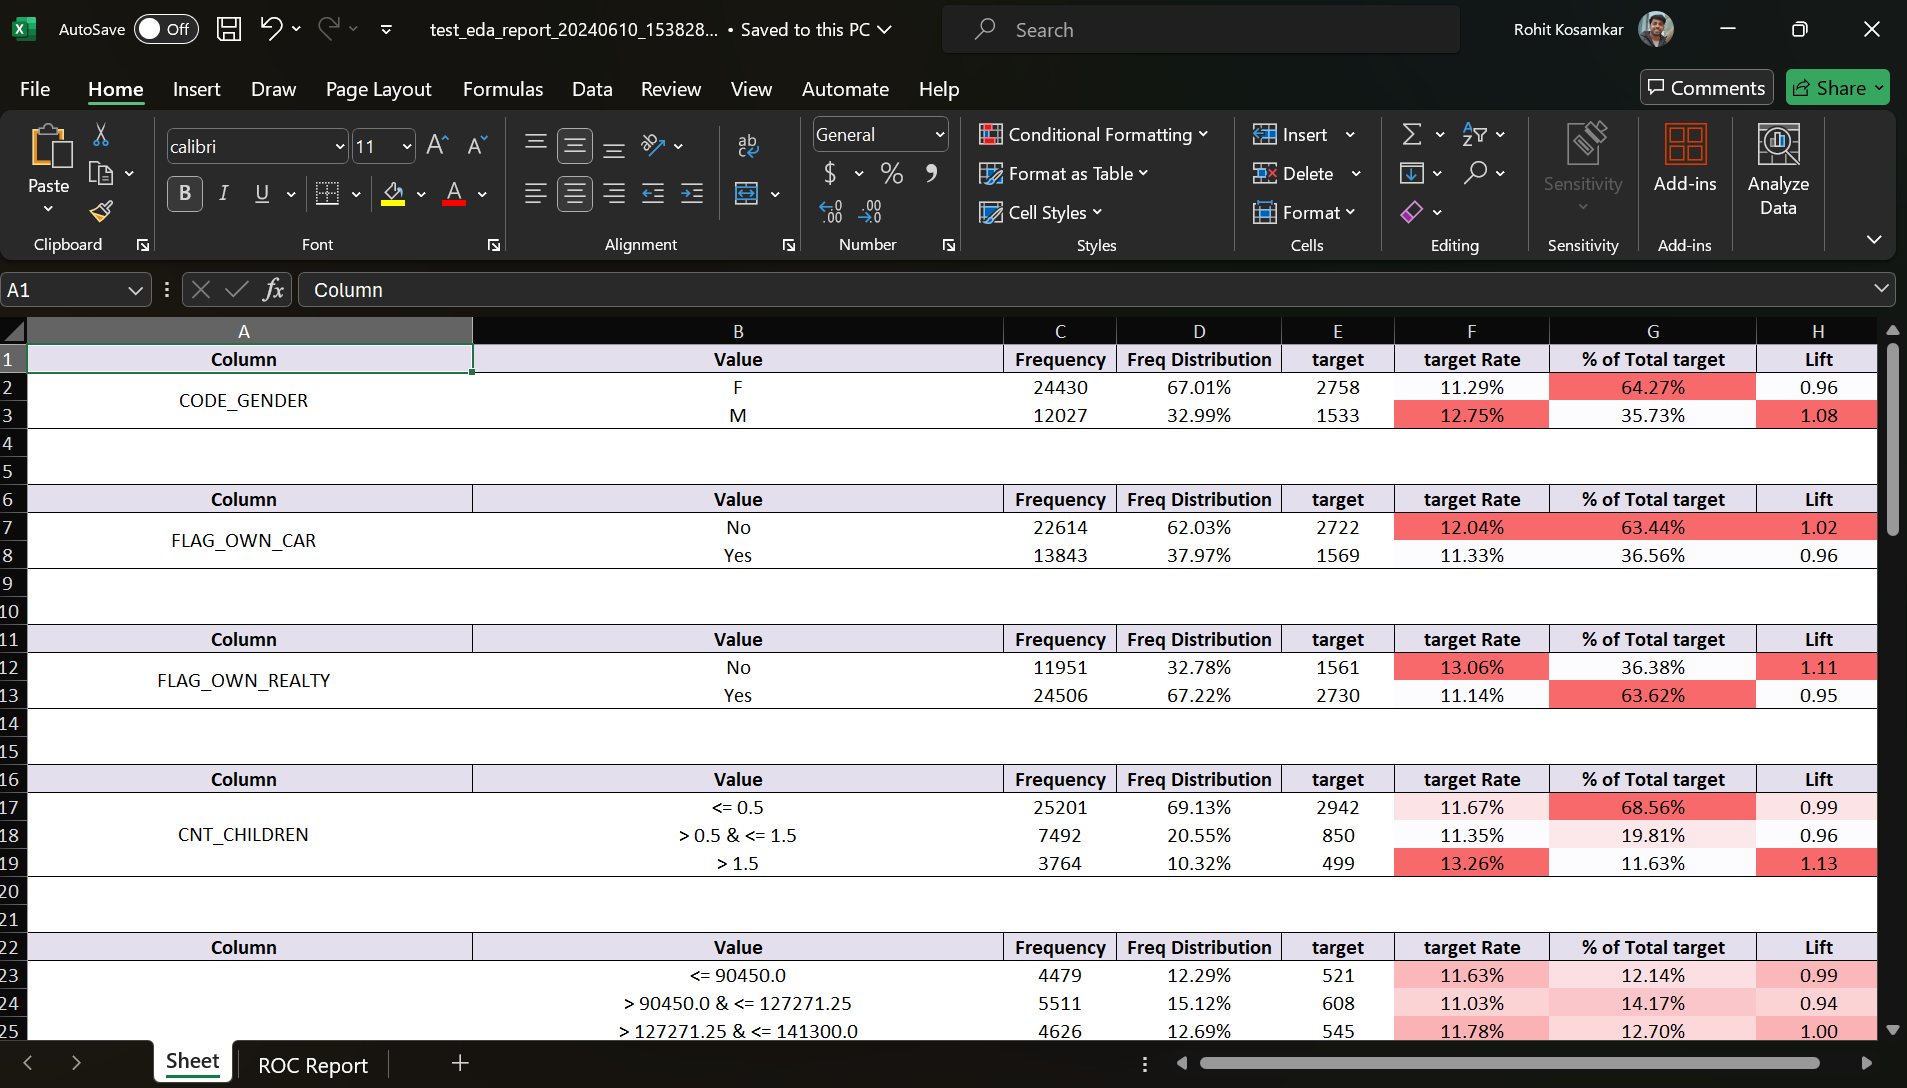 AutoSave Off test_eda_report_20240610_153828... • Saved to this PC Search Rohit Kosamkar
File Home Insert Draw Page Layout Formulas Data Review View Automate Help Comments Share
Paste calibri 11 General Conditional Formatting Format as Table Cell Styles Insert Delete Format Sensitivity Add-ins Analyze Data
Clipboard Font Alignment Number Styles Cells Editing Sensitivity Add-ins
A1 fx Column
A B C D E F G H
1 Column Value Frequency Freq Distribution target target Rate % of Total target Lift
2 CODE_GENDER F 24430 67.01% 2758 11.29% 64.27% 0.96
3 M 12027 32.99% 1533 12.75% 35.73% 1.08
4
5
6 Column Value Frequency Freq Distribution target target Rate % of Total target Lift
7 FLAG_OWN_CAR No 22614 62.03% 2722 12.04% 63.44% 1.02
8 Yes 13843 37.97% 1569 11.33% 36.56% 0.96
9
10
11 Column Value Frequency Freq Distribution target target Rate % of Total target Lift
12 FLAG_OWN_REALTY No 11951 32.78% 1561 13.06% 36.38% 1.11
13 Yes 24506 67.22% 2730 11.14% 63.62% 0.95
14
15
16 Column Value Frequency Freq Distribution target target Rate % of Total target Lift
17 <= 0.5 25201 69.13% 2942 11.67% 68.56% 0.99
18 CNT_CHILDREN > 0.5 & <= 1.5 7492 20.55% 850 11.35% 19.81% 0.96
19 > 1.5 3764 10.32% 499 13.26% 11.63% 1.13
20
21
22 Column Value Frequency Freq Distribution target target Rate % of Total target Lift
23 <= 90450.0 4479 12.29% 521 11.63% 12.14% 0.99
24 > 90450.0 & <= 127271.25 5511 15.12% 608 11.03% 14.17% 0.94
25 > 127271.25 & <= 141300.0 4626 12.69% 545 11.78% 12.70% 1.00
Sheet ROC Report